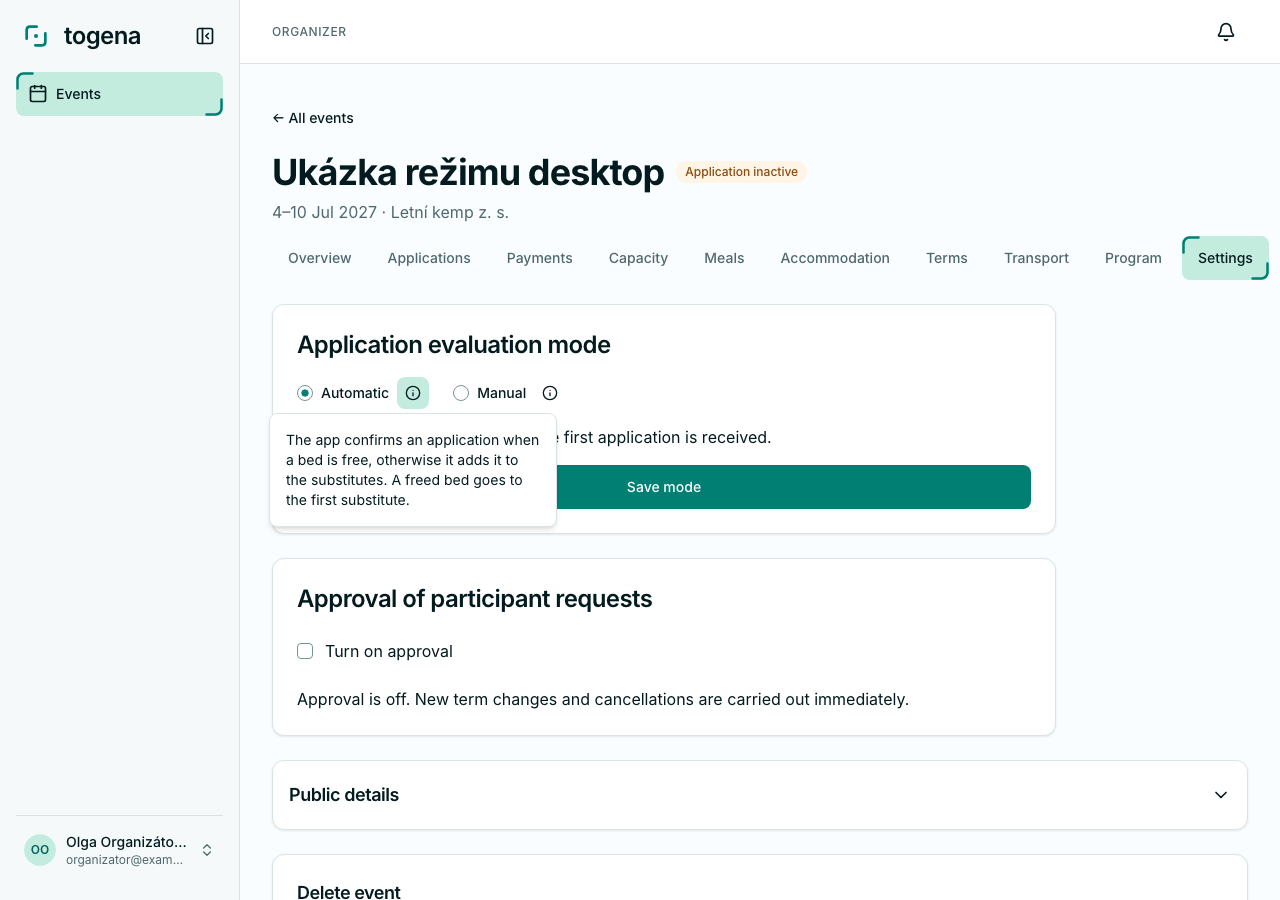 togena
ORGANIZER
Events
← All events
Ukázka režimu desktop
Application inactive
4–10 Jul 2027 · Letní kemp z. s.
Overview
Applications
Payments
Capacity
Meals
Accommodation
Terms
Transport
Program
Settings
Application evaluation mode
Automatic
Manual
first application is received.
The app confirms an application when
a bed is free, otherwise it adds it to
the substitutes. A freed bed goes to
the first substitute.
Save mode
Approval of participant requests
Turn on approval
Approval is off. New term changes and cancellations are carried out immediately.
Public details
Delete event
OO
Olga Organizáto...
organizator@exam...